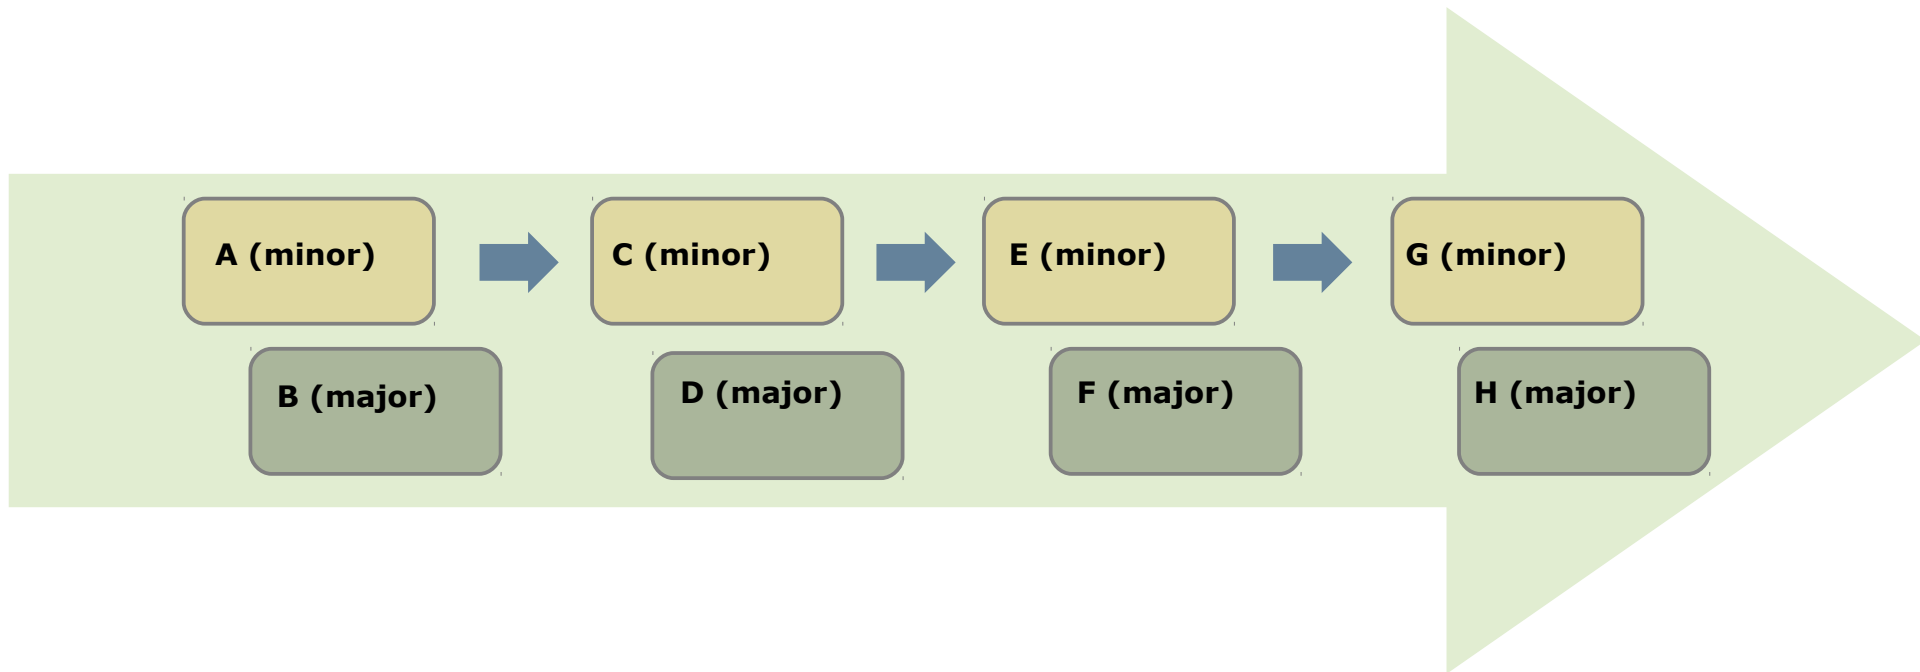 A (minor)
C (minor)
E (minor)
G (minor)
B (major)
D (major)
F (major)
H (major)